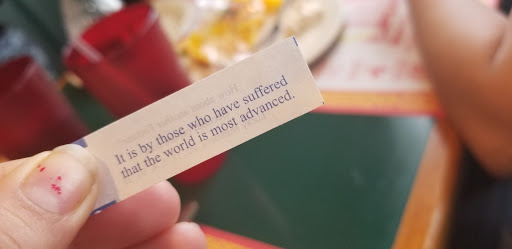 It is by those who have suffered
that the world is most advanced.